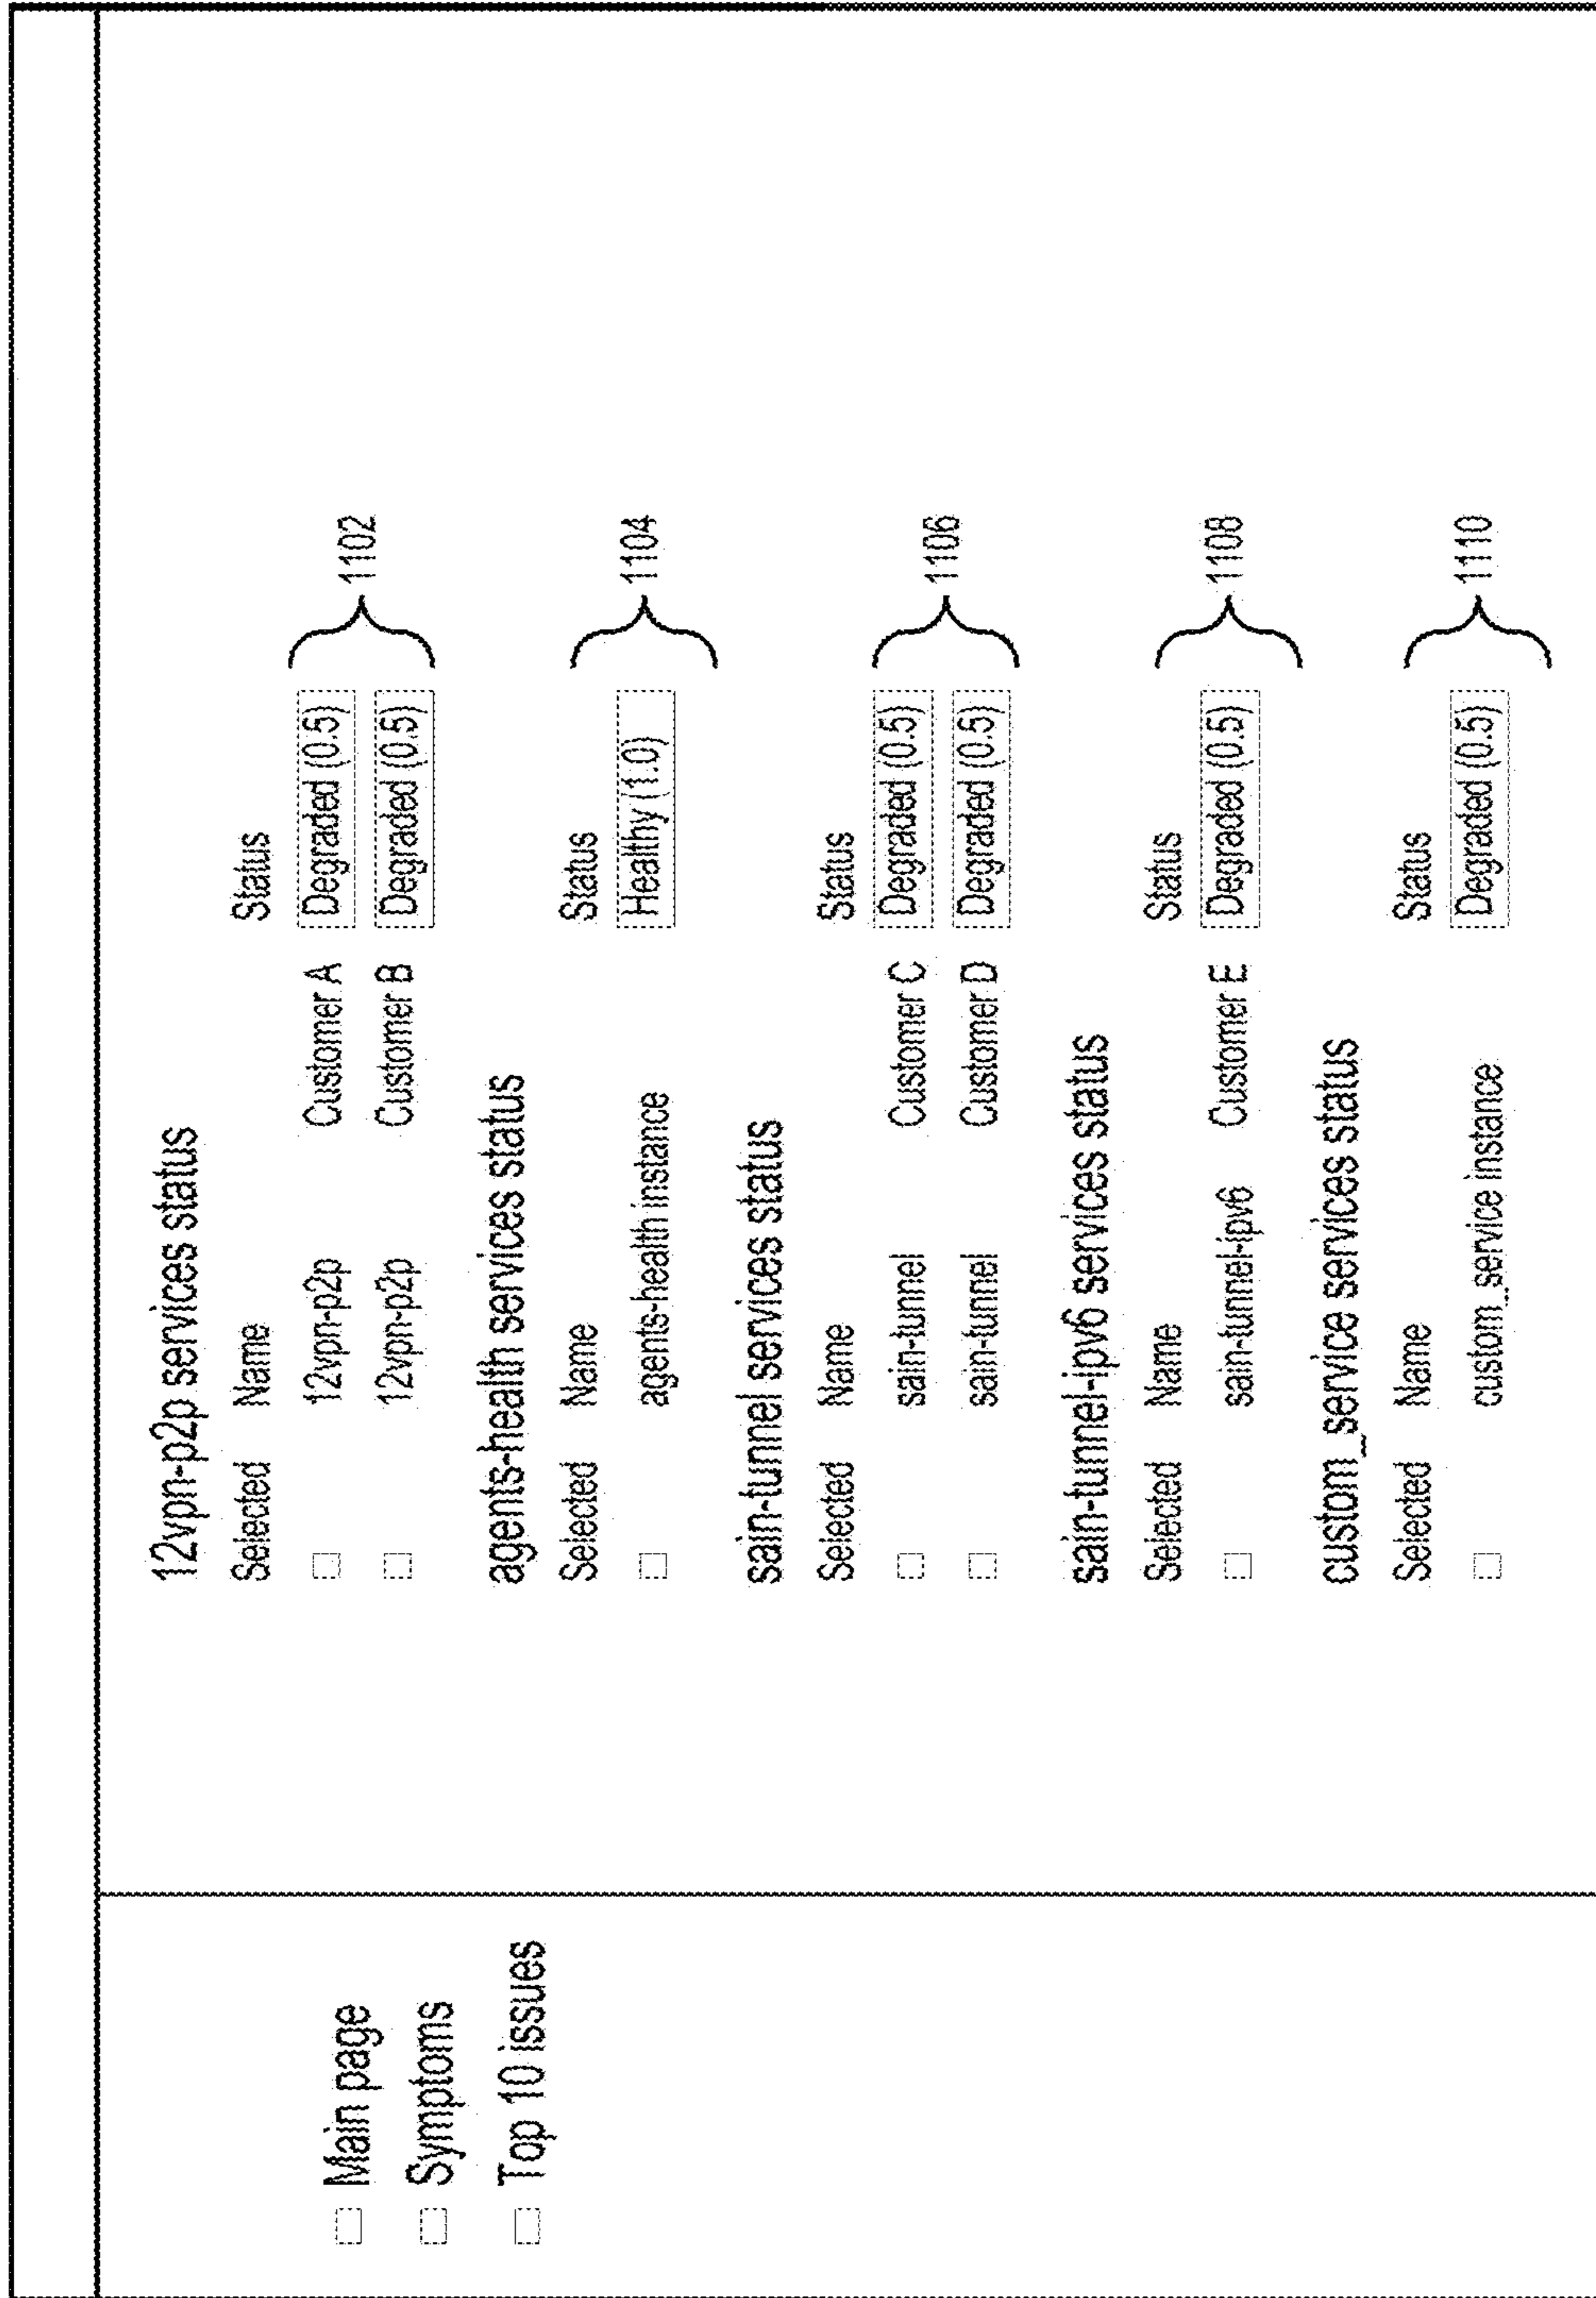 Main page
Symptoms
Top 10 issues
12vpn-p2p services status
Selected Name Status
12vpn-p2p Customer A Degraded (0.5)
12vpn-p2p Customer B Degraded (0.5)
1102
agents-health services status
Selected Name Status
agents-health instance Healthy (1.0)
1104
sain-tunnel services status
Selected Name Status
sain-tunnel Customer C Degraded (0.5)
sain-tunnel Customer D Degraded (0.5)
1106
sain-tunnel-ipv6 services status
Selected Name Status
sain-tunnel-ipv6 Customer E Degraded (0.5)
1108
custom_service services status
Selected Name Status
custom_service instance Degraded (0.5)
1110